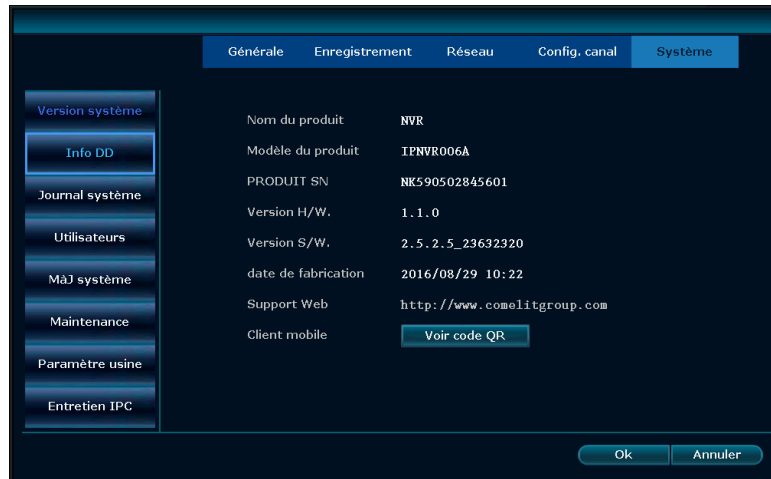 Générale Enregistrement Réseau Config. canal Système
Version système
Info DD
Journal système
Utilisateurs
MàJ système
Maintenance
Paramètre usine
Entretien IPC
Nom du produit NVR
Modèle du produit IPNVR006A
PRODUIT SN NK590502845601
Version H/W. 1.1.0
Version S/W. 2.5.2.5_23632320
date de fabrication 2016/08/29 10:22
Support Web http://www.comelitgroup.com
Client mobile Voir code QR
Ok Annuler